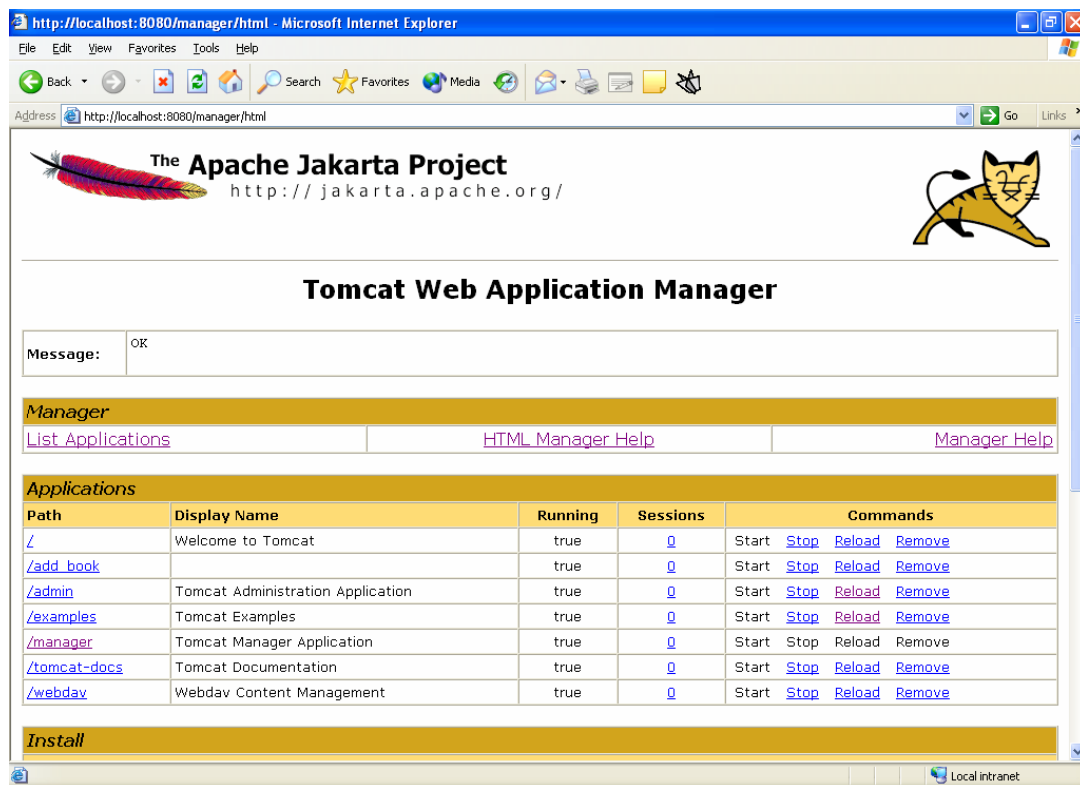 http://localhost:8080/manager/html - Microsoft Internet Explorer
File Edit View Favorites Tools Help
Back Search Favorites Media
Address http://localhost:8080/manager/html Go Links
The Apache Jakarta Project
http://jakarta.apache.org/
Tomcat Web Application Manager
Message: OK
Manager
List Applications HTML Manager Help Manager Help
Applications
Path Display Name Running Sessions Commands
/ Welcome to Tomcat true 0 Start Stop Reload Remove
/add_book true 0 Start Stop Reload Remove
/admin Tomcat Administration Application true 0 Start Stop Reload Remove
/examples Tomcat Examples true 0 Start Stop Reload Remove
/manager Tomcat Manager Application true 0 Start Stop Reload Remove
/tomcat-docs Tomcat Documentation true 0 Start Stop Reload Remove
/webdav Webdav Content Management true 0 Start Stop Reload Remove
Install
Local intranet